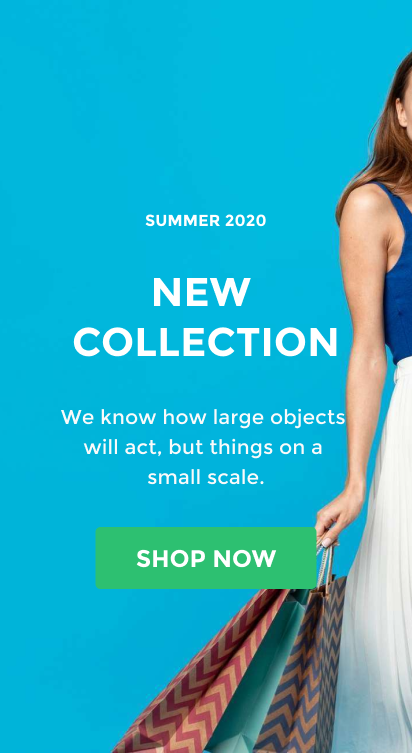 SUMMER 2020
NEW
COLLECTION
We know how large objects
will act, but things on a
small scale.
SHOP NOW